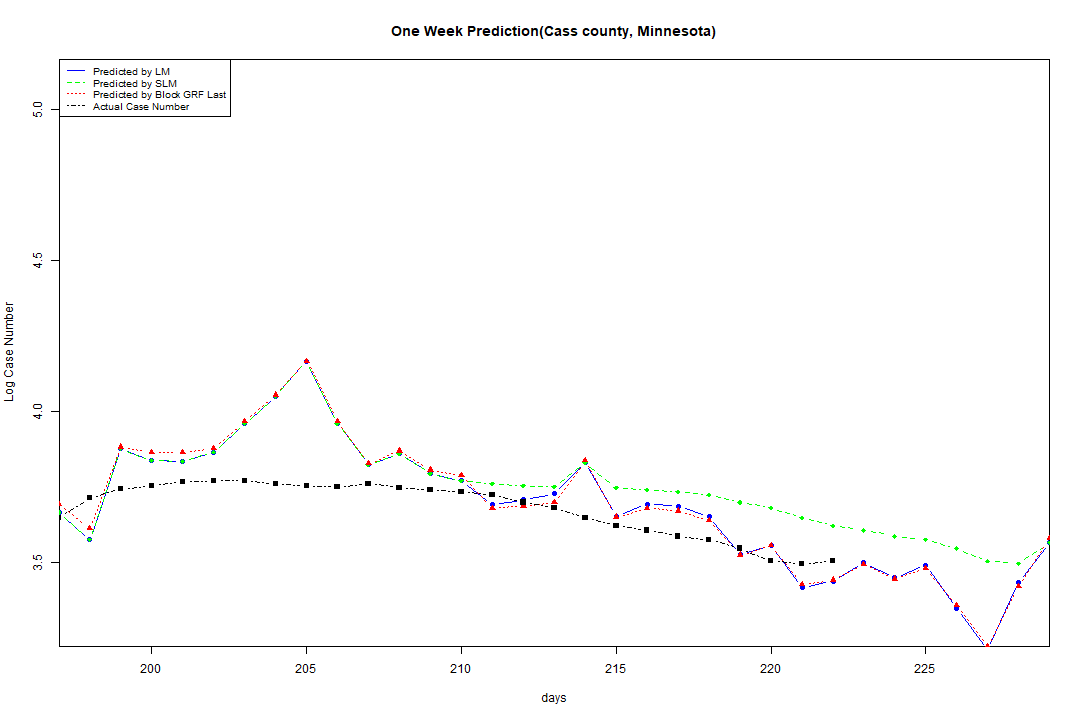 One Week Prediction(Cass county, Minnesota)
Predicted by LM
Predicted by SLM
Predicted by Block GRF Last
Actual Case Number
5.0
4.5
4.0
3.5
Log Case Number
200 205 210 215 220 225
days